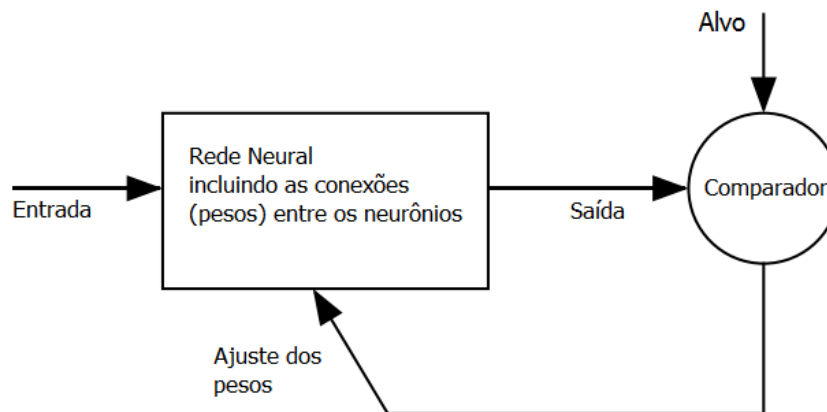 Alvo
Rede Neural
incluindo as conexões
(pesos) entre os neurônios
Entrada
Saída
Comparador
Ajuste dos
pesos